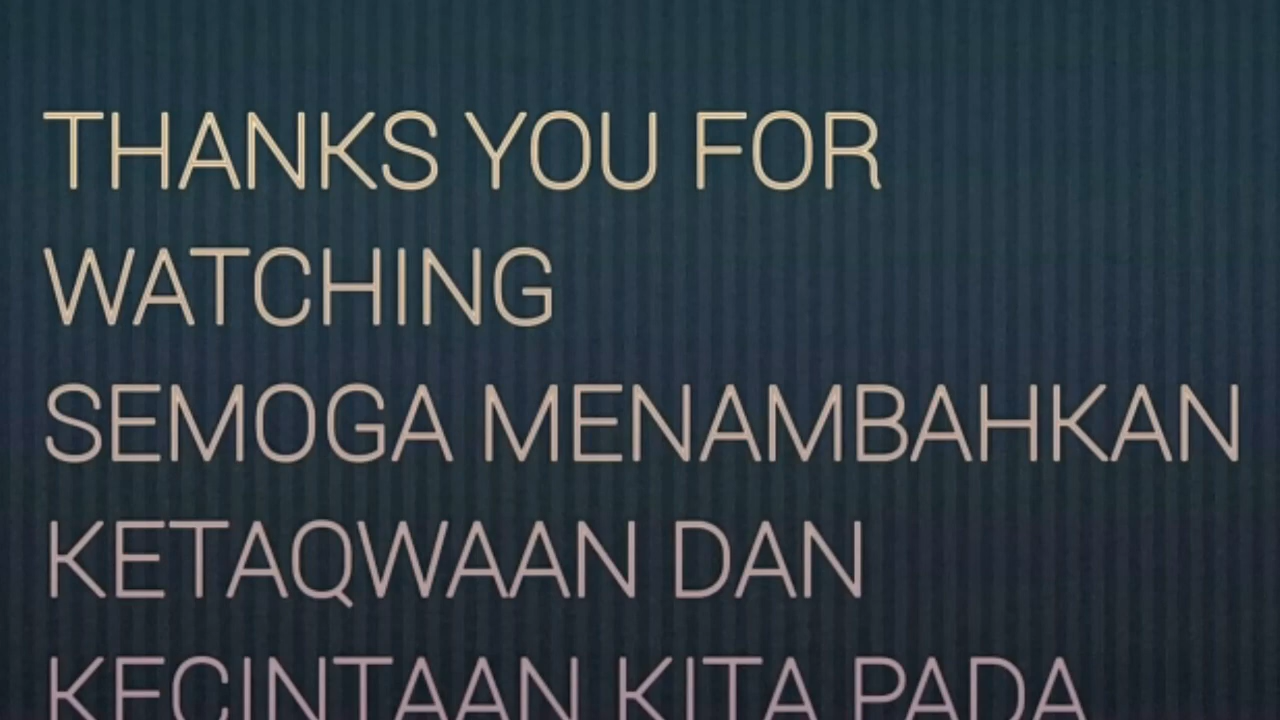 THANKS YOU FOR
WATCHING
SEMOGA MENAMBAHKAN
KETAQWAAN DAN
KECINTAAN KITA PADA